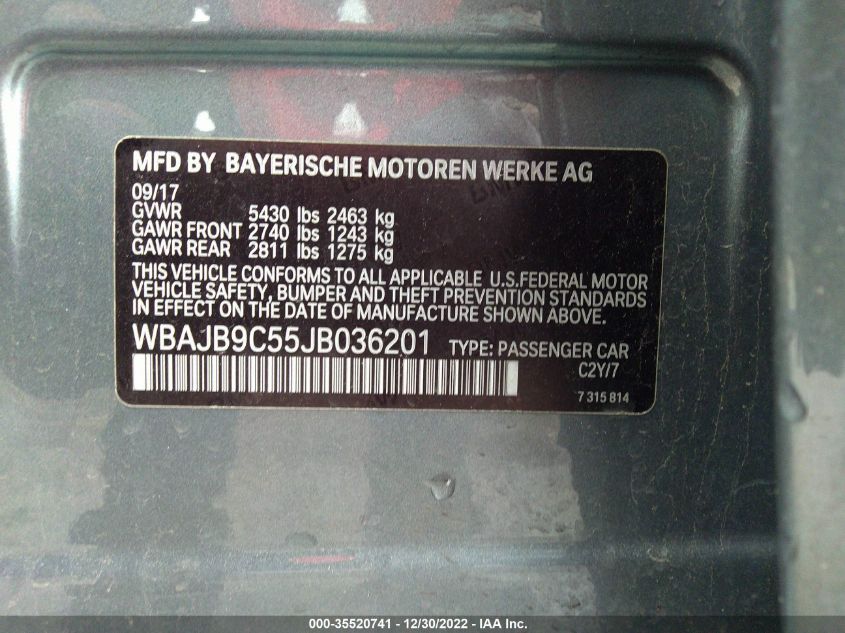 MFD BY BAYERISCHE MOTOREN WERKE AG
09/17
GVWR 5430 lbs 2463 kg
GAWR FRONT 2740 lbs 1243 kg
GAWR REAR 2811 lbs 1275 kg
THIS VEHICLE CONFORMS TO ALL APPLICABLE U.S.FEDERAL MOTOR
VEHICLE SAFETY, BUMPER AND THEFT PREVENTION STANDARDS
IN EFFECT ON THE DATE OF MANUFACTURE SHOWN ABOVE.
WBAJB9C55JB036201 TYPE: PASSENGER CAR
C2Y/7
7 315 814
000-35520741 - 12/30/2022 - IAA Inc.